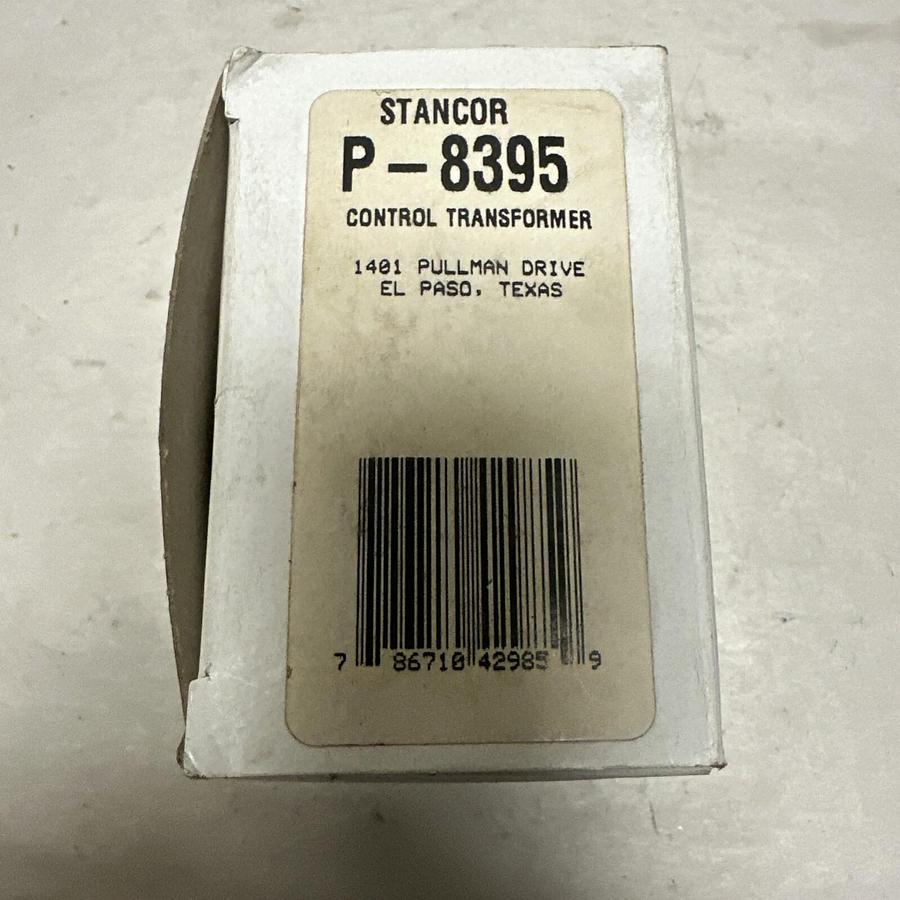 STANCOR
P-8395
CONTROL TRANSFORMER
1401 PULLMAN DRIVE
EL PASO, TEXAS
7 86710 42985 9